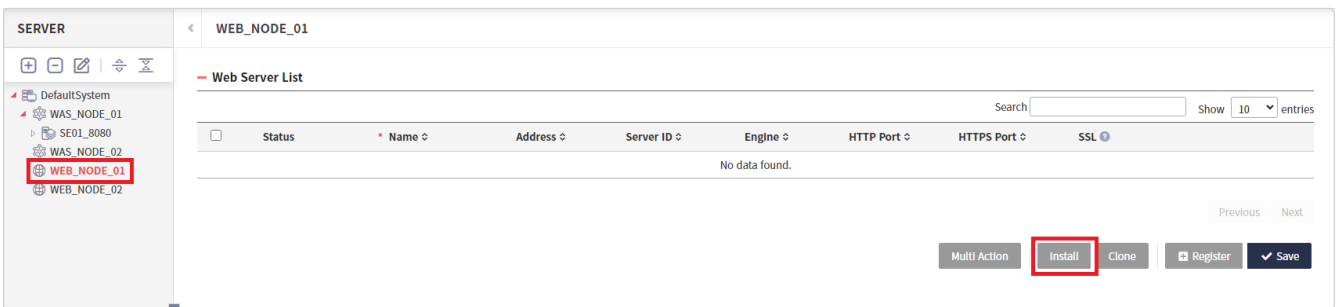 SERVER
WEB_NODE_01
DefaultSystem
WAS_NODE_01
SE01_8080
WAS_NODE_02
WEB_NODE_01
WEB_NODE_02
Web Server List
Search Show 10 entries
Status * Name Address Server ID Engine HTTP Port HTTPS Port SSL ?
No data found.
Previous Next
Multi Action Install Clone Register Save